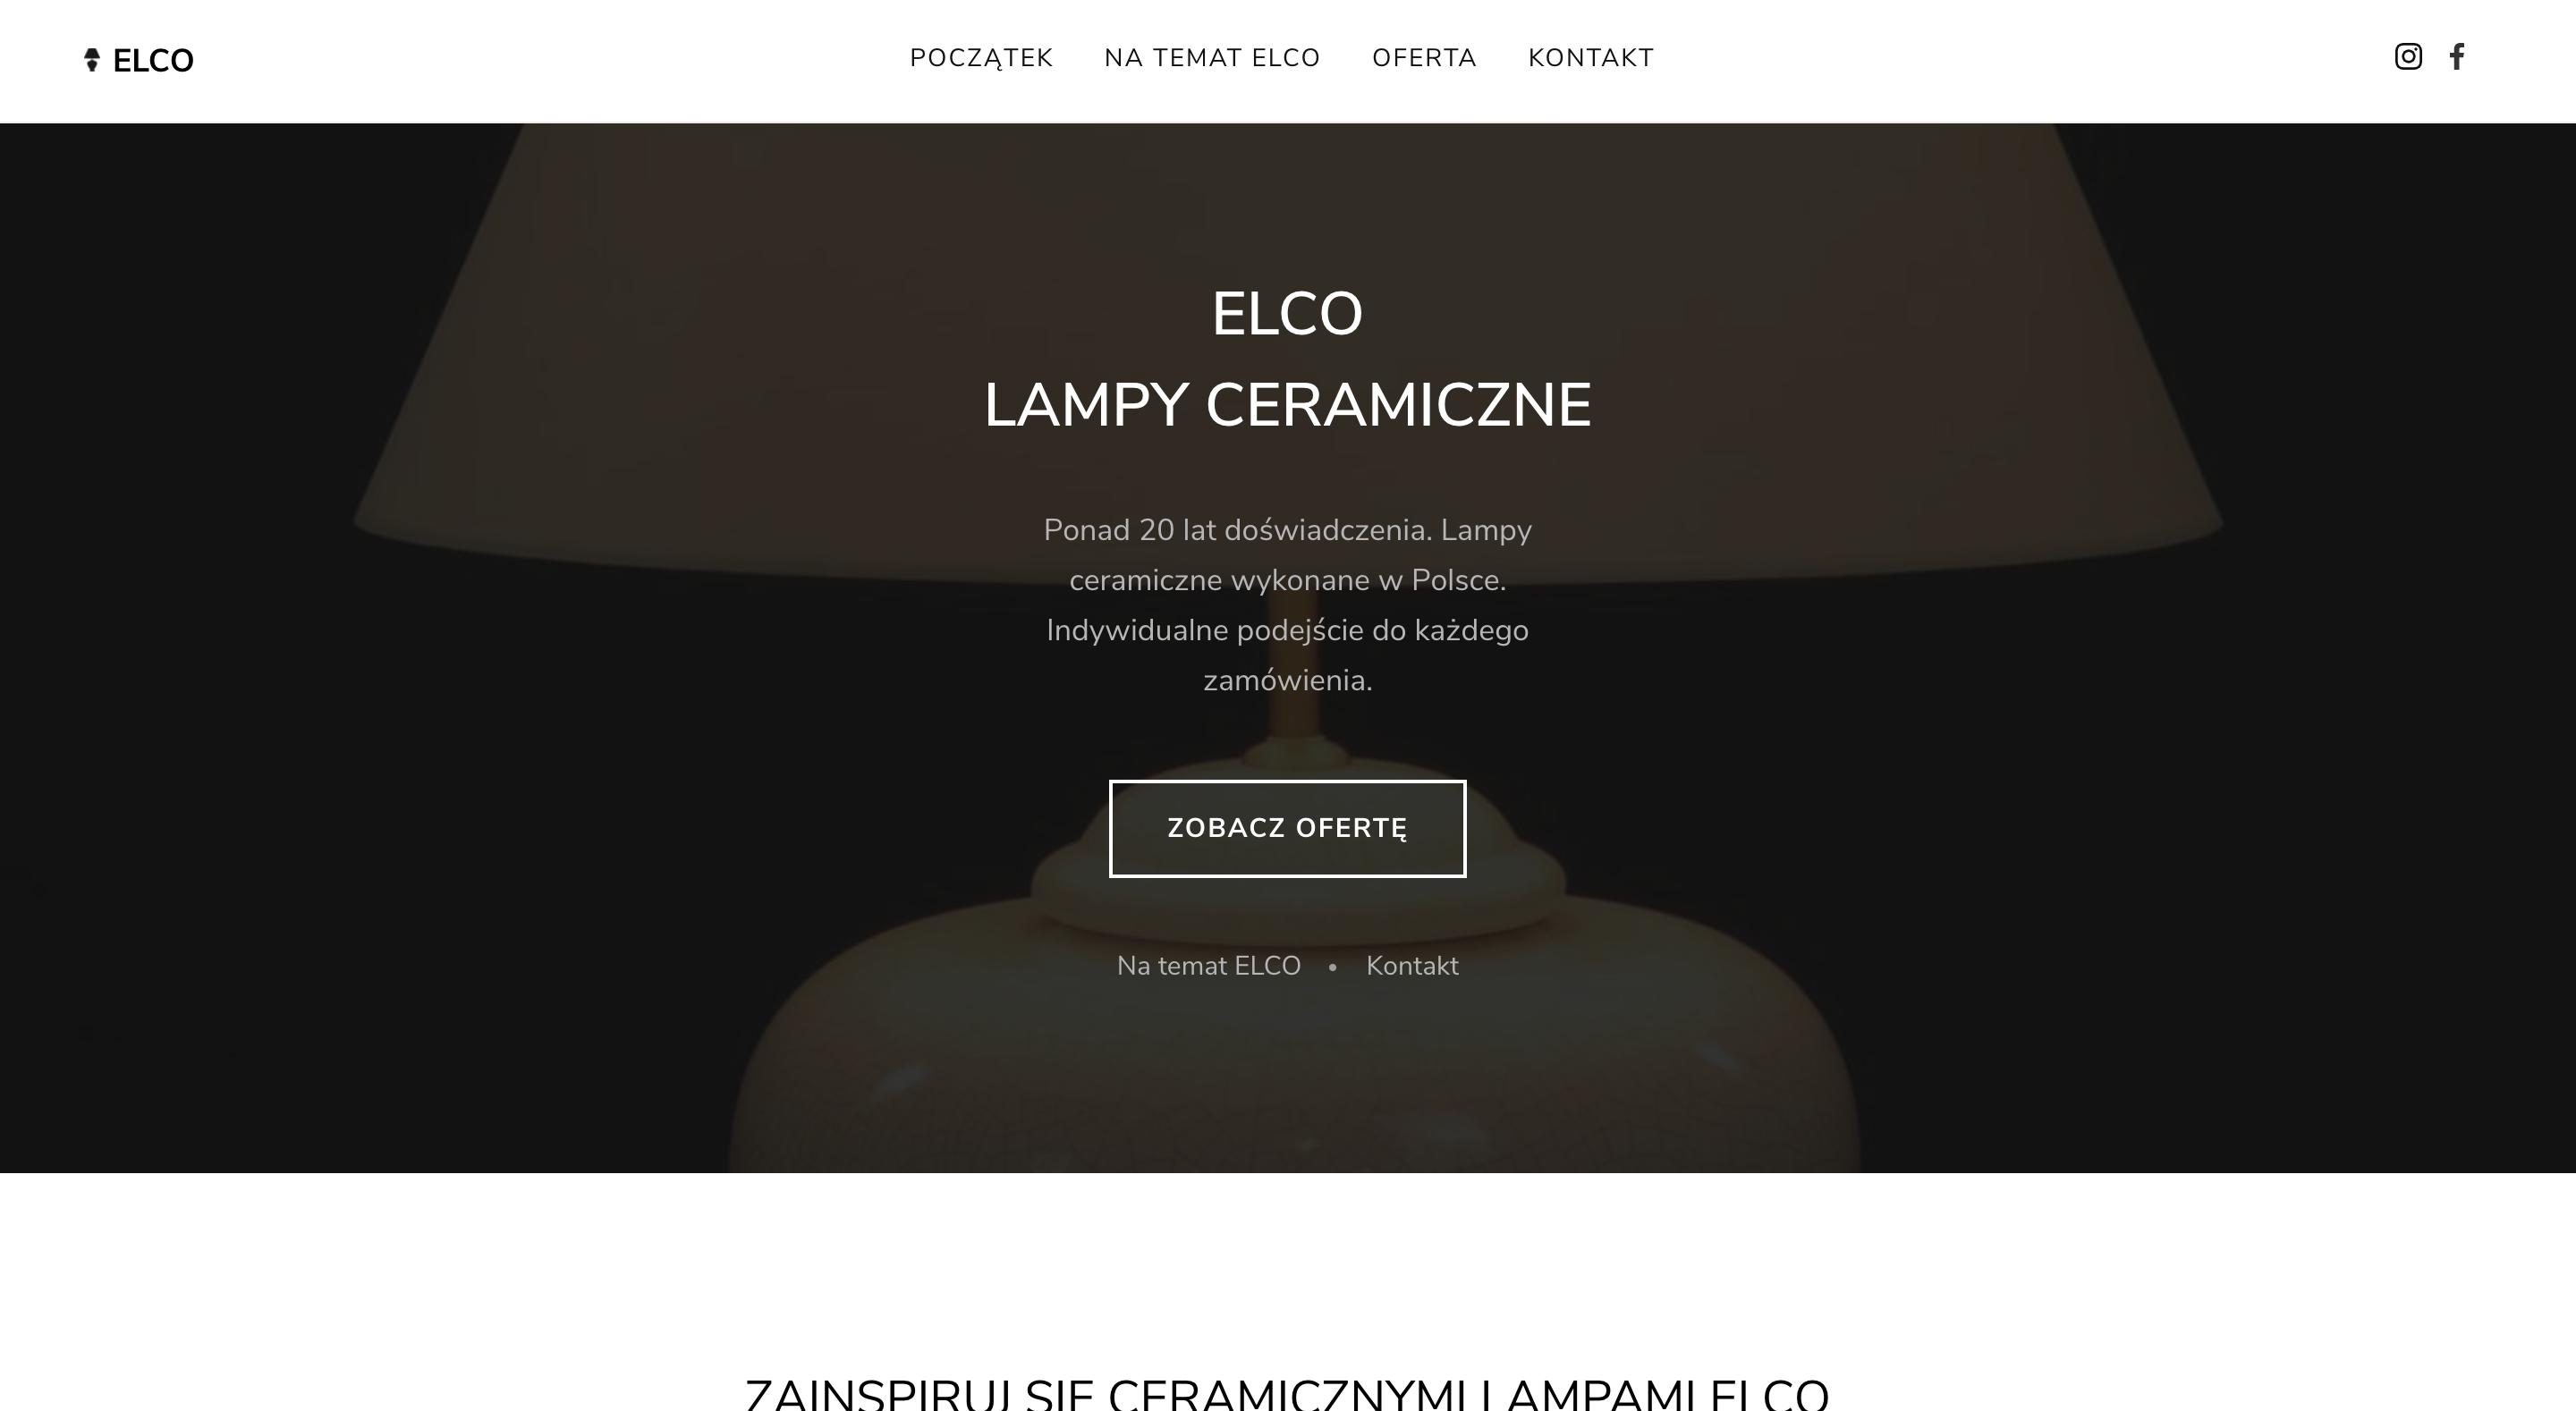 ELCO
POCZĄTEK NA TEMAT ELCO OFERTA KONTAKT
ELCO
LAMPY CERAMICZNE
Ponad 20 lat doświadczenia. Lampy
ceramiczne wykonane w Polsce.
Indywidualne podejście do każdego
zamówienia.
ZOBACZ OFERTĘ
Na temat ELCO • Kontakt
ZAINSPIRUJ SIĘ CERAMICZNYMI LAMPAMI ELCO